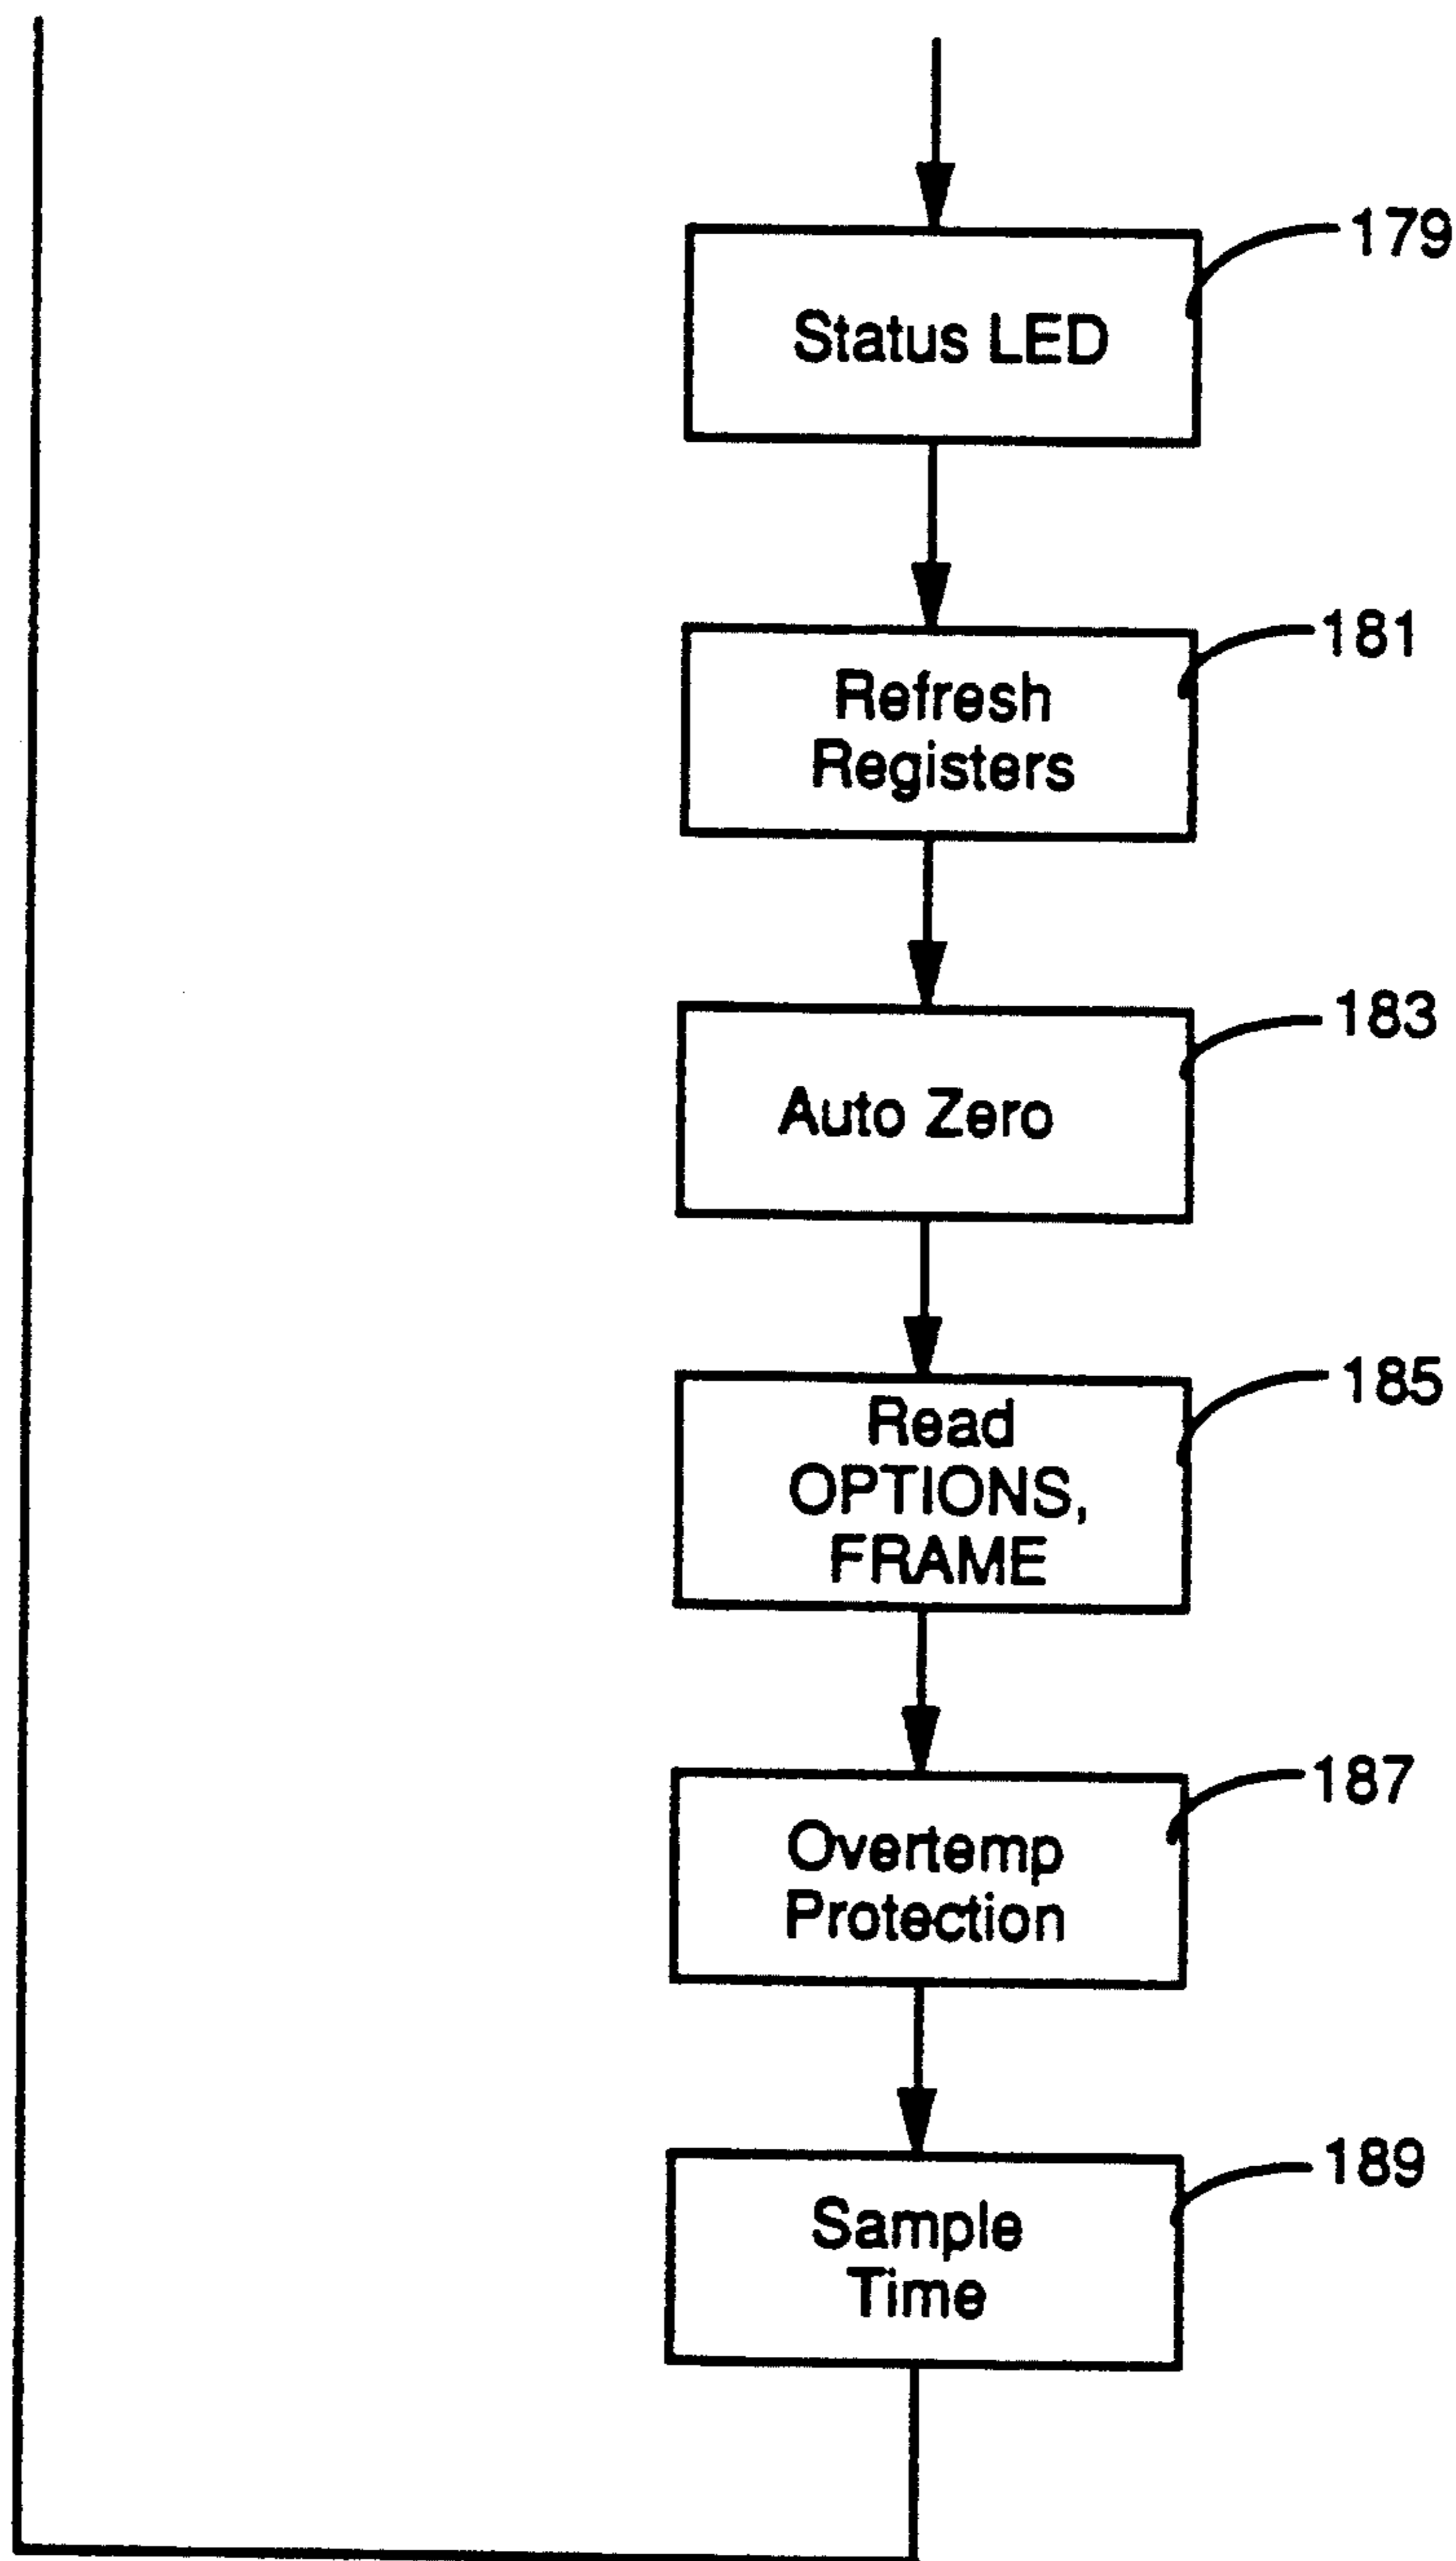 179
Status LED
181
Refresh
Registers
183
Auto Zero
185
Read
OPTIONS,
FRAME
187
Overtemp
Protection
189
Sample
Time